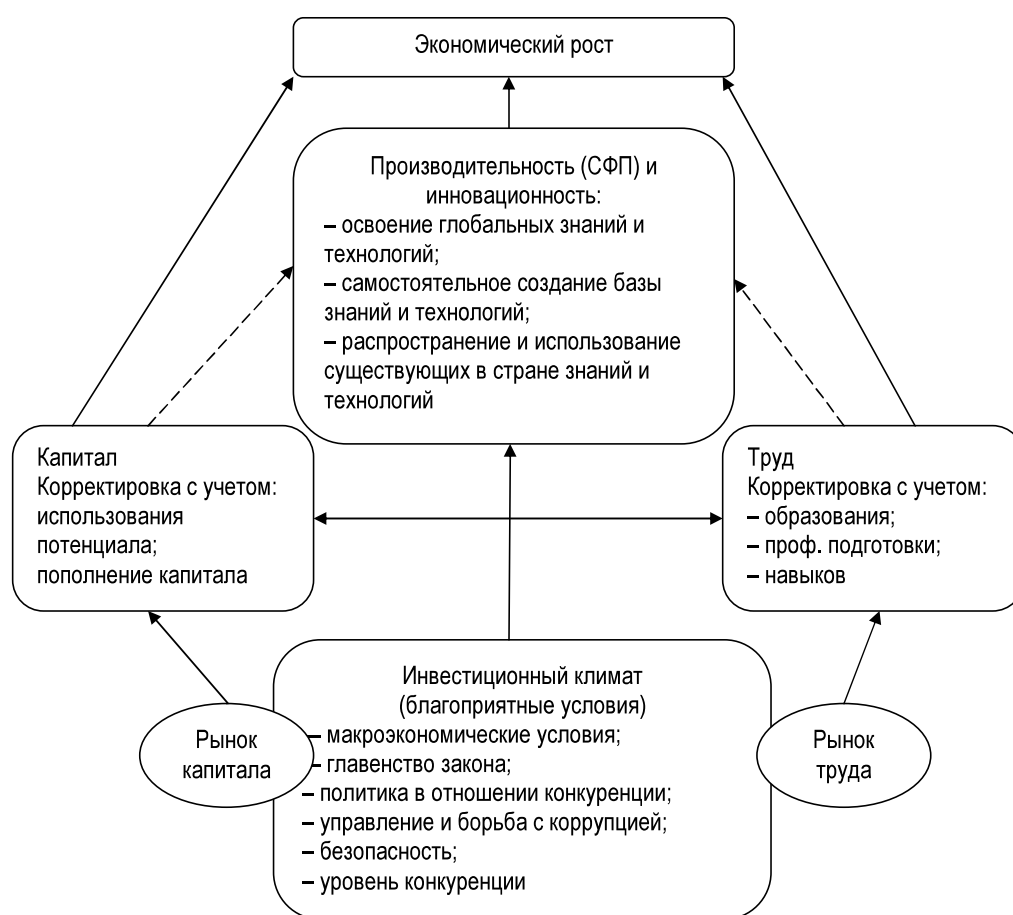 Экономический рост
Производительность (СФП) и
инновационность:
– освоение глобальных знаний и
технологий;
– самостоятельное создание базы
знаний и технологий;
– распространение и использование
существующих в стране знаний и
технологий
Капитал
Корректировка с учетом:
использования
потенциала;
пополнение капитала
Труд
Корректировка с учетом:
– образования;
– проф. подготовки;
– навыков
Инвестиционный климат
(благоприятные условия)
– макроэкономические условия;
– главенство закона;
– политика в отношении конкуренции;
– управление и борьба с коррупцией;
– безопасность;
– уровень конкуренции
Рынок
капитала
Рынок
труда